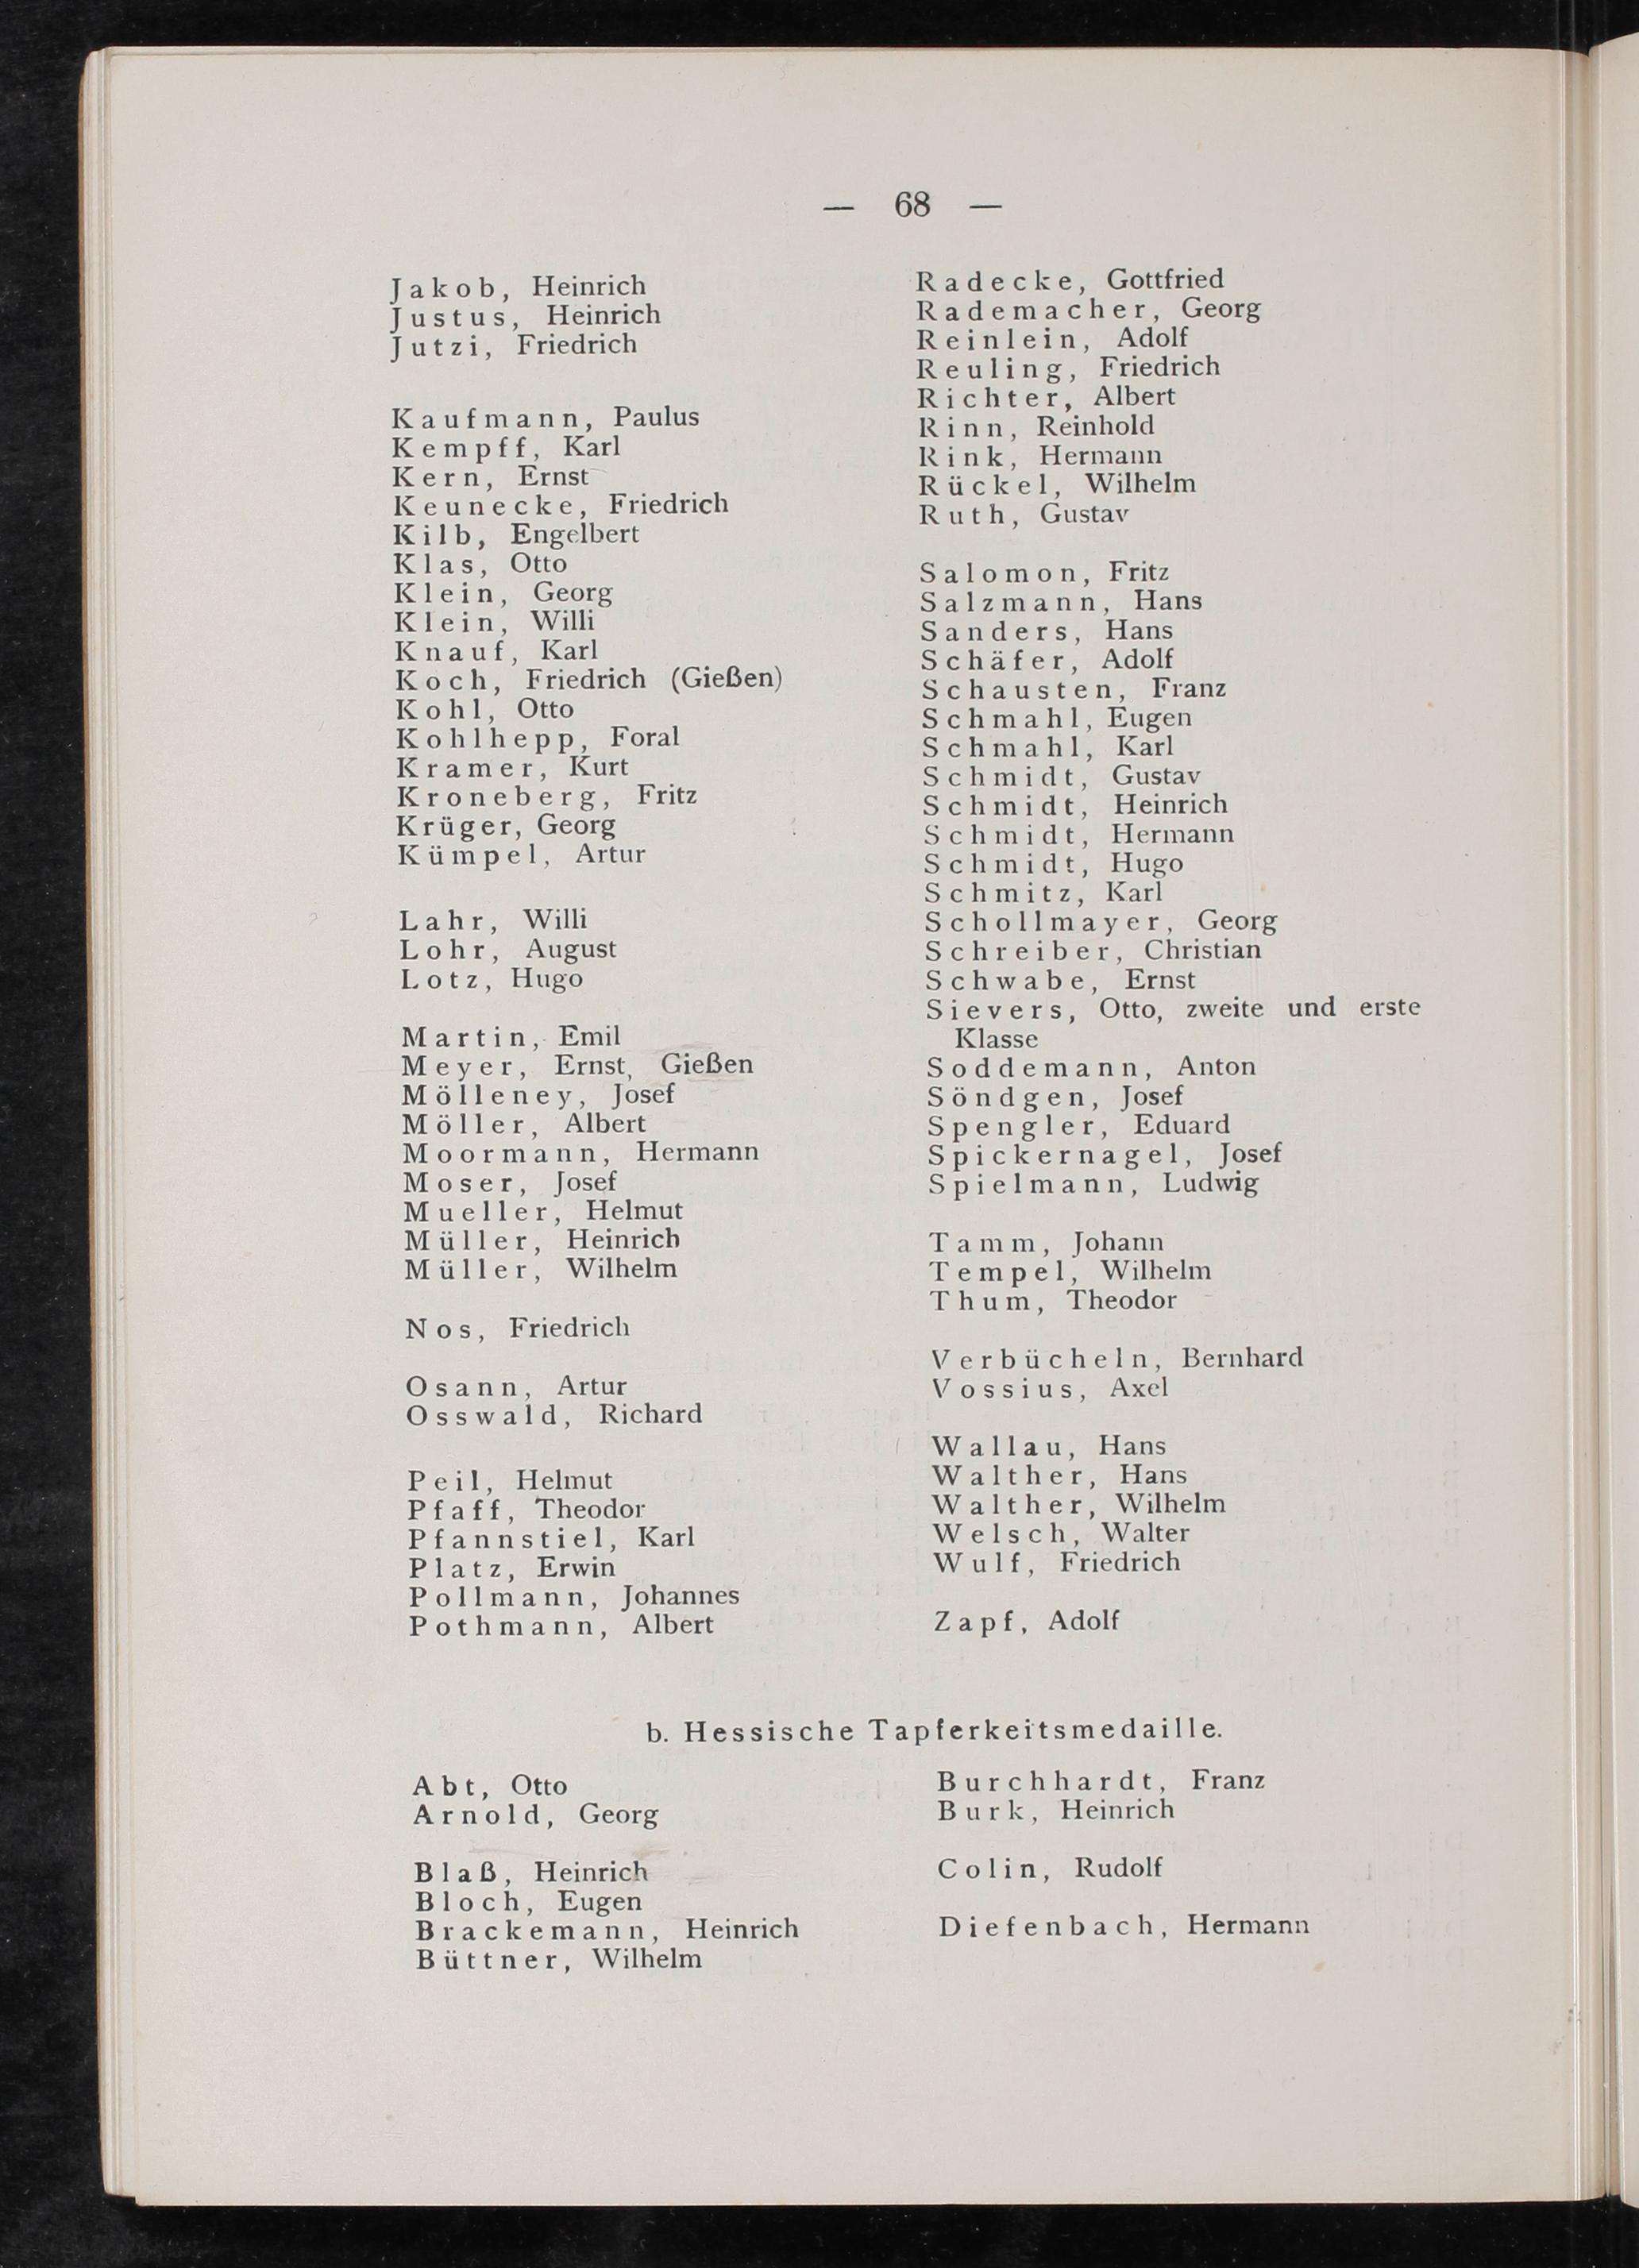 — 68 —
Jakob, Heinrich
Justus, Heinrich
Jutzi, Friedrich
Kaufmann, Paulus
Kempff, Karl
Kern, Ernst
Keunecke, Friedrich
Kilb, Engelbert
Klas, Otto
Klein, Georg
Klein, Willi
Knauf, Karl
Koch, Friedrich (Gießen)
Kohl, Otto
Kohlhepp, Foral
Kramer, Kurt
Kroneberg, Fritz
Krüger, Georg
Kümpel, Artur
Lahr, Willi
Lohr, August
Lotz, Hugo
Martin, Emil
Meyer, Ernst, Gießen
Mölleney, Josef
Möller, Albert
Moormann, Hermann
Moser, Josef
Mueller, Helmut
Müller, Heinrich
Müller, Wilhelm
Nos, Friedrich
Osann, Artur
Osswald, Richard
Peil, Helmut
Pfaff, Theodor
Pfannstiel, Karl
Platz, Erwin
Pollmann, Johannes
Pothmann, Albert
Radecke, Gottfried
Rademacher, Georg
Reinlein, Adolf
Reuling, Friedrich
Richter, Albert
Rinn, Reinhold
Rink, Hermann
Rückel, Wilhelm
Ruth, Gustav
Salomon, Fritz
Salzmann, Hans
Sanders, Hans
Schäfer, Adolf
Schausten, Franz
Schmahl, Eugen
Schmahl, Karl
Schmidt, Gustav
Schmidt, Heinrich
Schmidt, Hermann
Schmidt, Hugo
Schmitz, Karl
Schollmayer, Georg
Schreiber, Christian
Schwabe, Ernst
Sievers, Otto, zweite und erste
Klasse
Soddemann, Anton
Söndgen, Josef
Spengler, Eduard
Spickernagel, Josef
Spielmann, Ludwig
Tamm, Johann
Tempel, Wilhelm
Thum, Theodor
Verbücheln, Bernhard
Vossius, Axel
Wallau, Hans
Walther, Hans
Walther, Wilhelm
Welsch, Walter
Wulf, Friedrich
Zapf, Adolf
b. Hessische Tapferkeitsmedaille.
Abt, Otto
Arnold, Georg
Blaß, Heinrich
Bloch, Eugen
Brackemann, Heinrich
Büttner, Wilhelm
Burchhardt, Franz
Burk, Heinrich
Colin, Rudolf
Diefenbach, Hermann